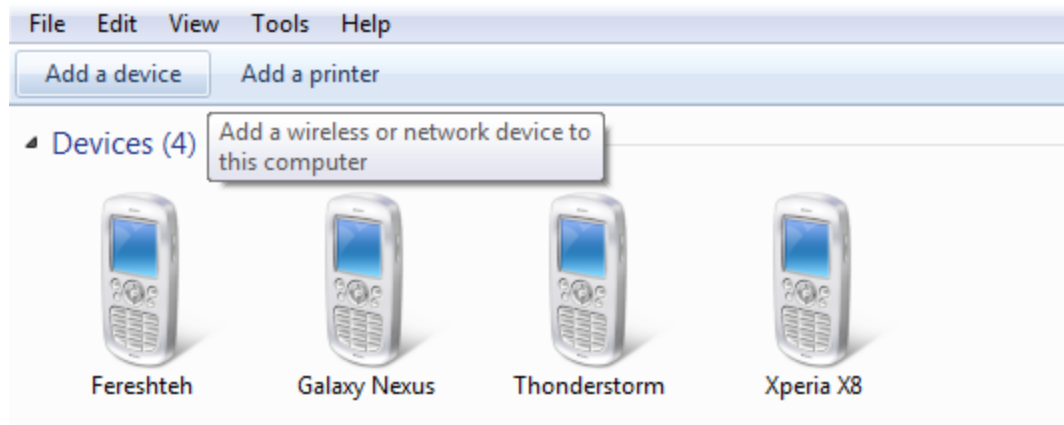 File Edit View Tools Help
Add a device Add a printer
Devices (4)
Add a wireless or network device to
this computer
Fereshteh Galaxy Nexus Thonderstorm Xperia X8